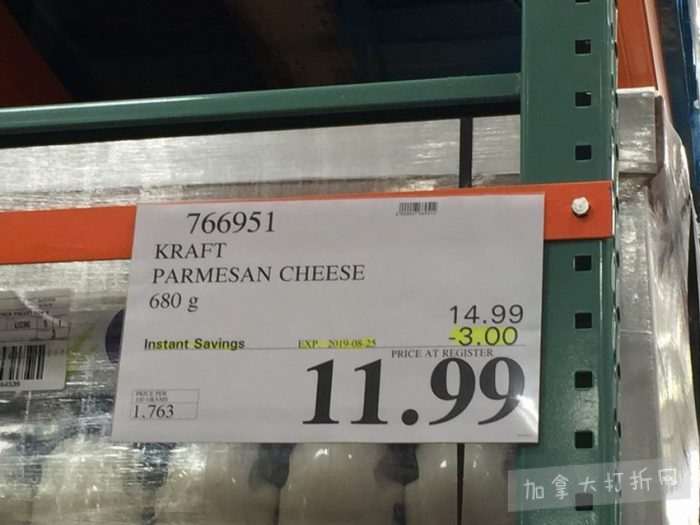 766951
KRAFT
PARMESAN CHEESE
680 g
14.99
Instant Savings EXP. 2019-08-25 -3.00
PRICE AT REGISTER
11.99
PRICE PER
100 GRAMS
1.763
加拿大打折网